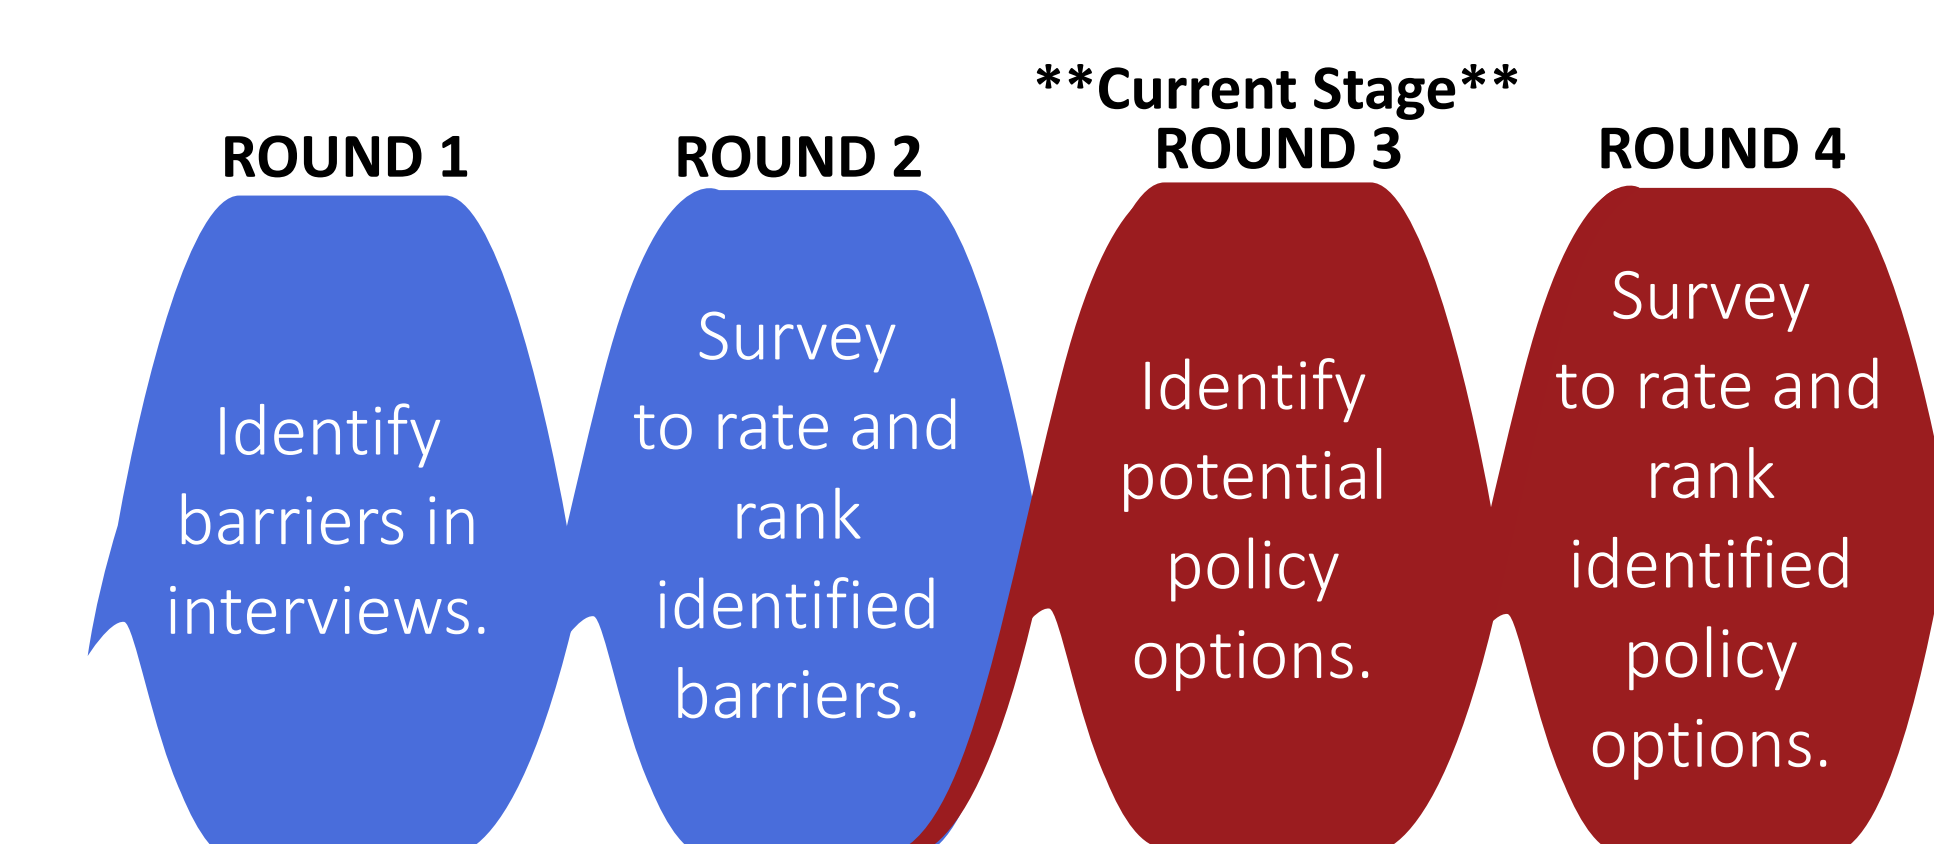 ROUND 1
Identify
barriers in
interviews.
ROUND 2
Survey
to rate and
rank
identified
barriers.
**Current Stage**
ROUND 3
Identify
potential
policy
options.
ROUND 4
Survey
to rate and
rank
identified
policy
options.